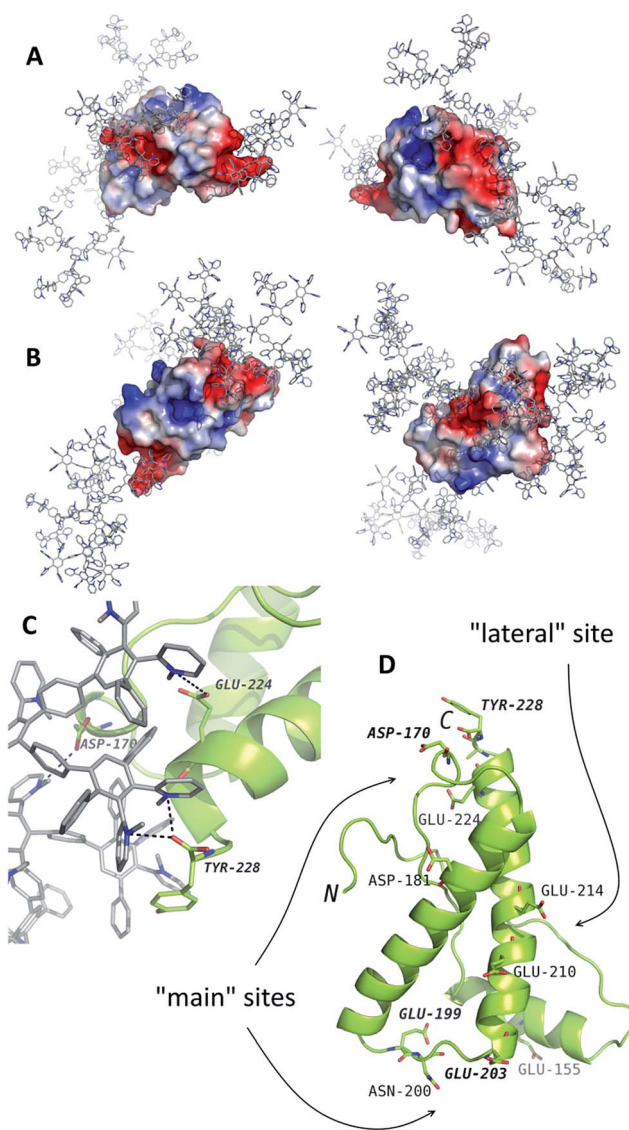 A
B
C
GLU-224
ASP-170
TYR-228
"lateral" site
D
TYR-228
C
ASP-170
GLU-224
ASP-181
N
GLU-214
GLU-210
"main" sites
GLU-199
ASN-200
GLU-203
GLU-155